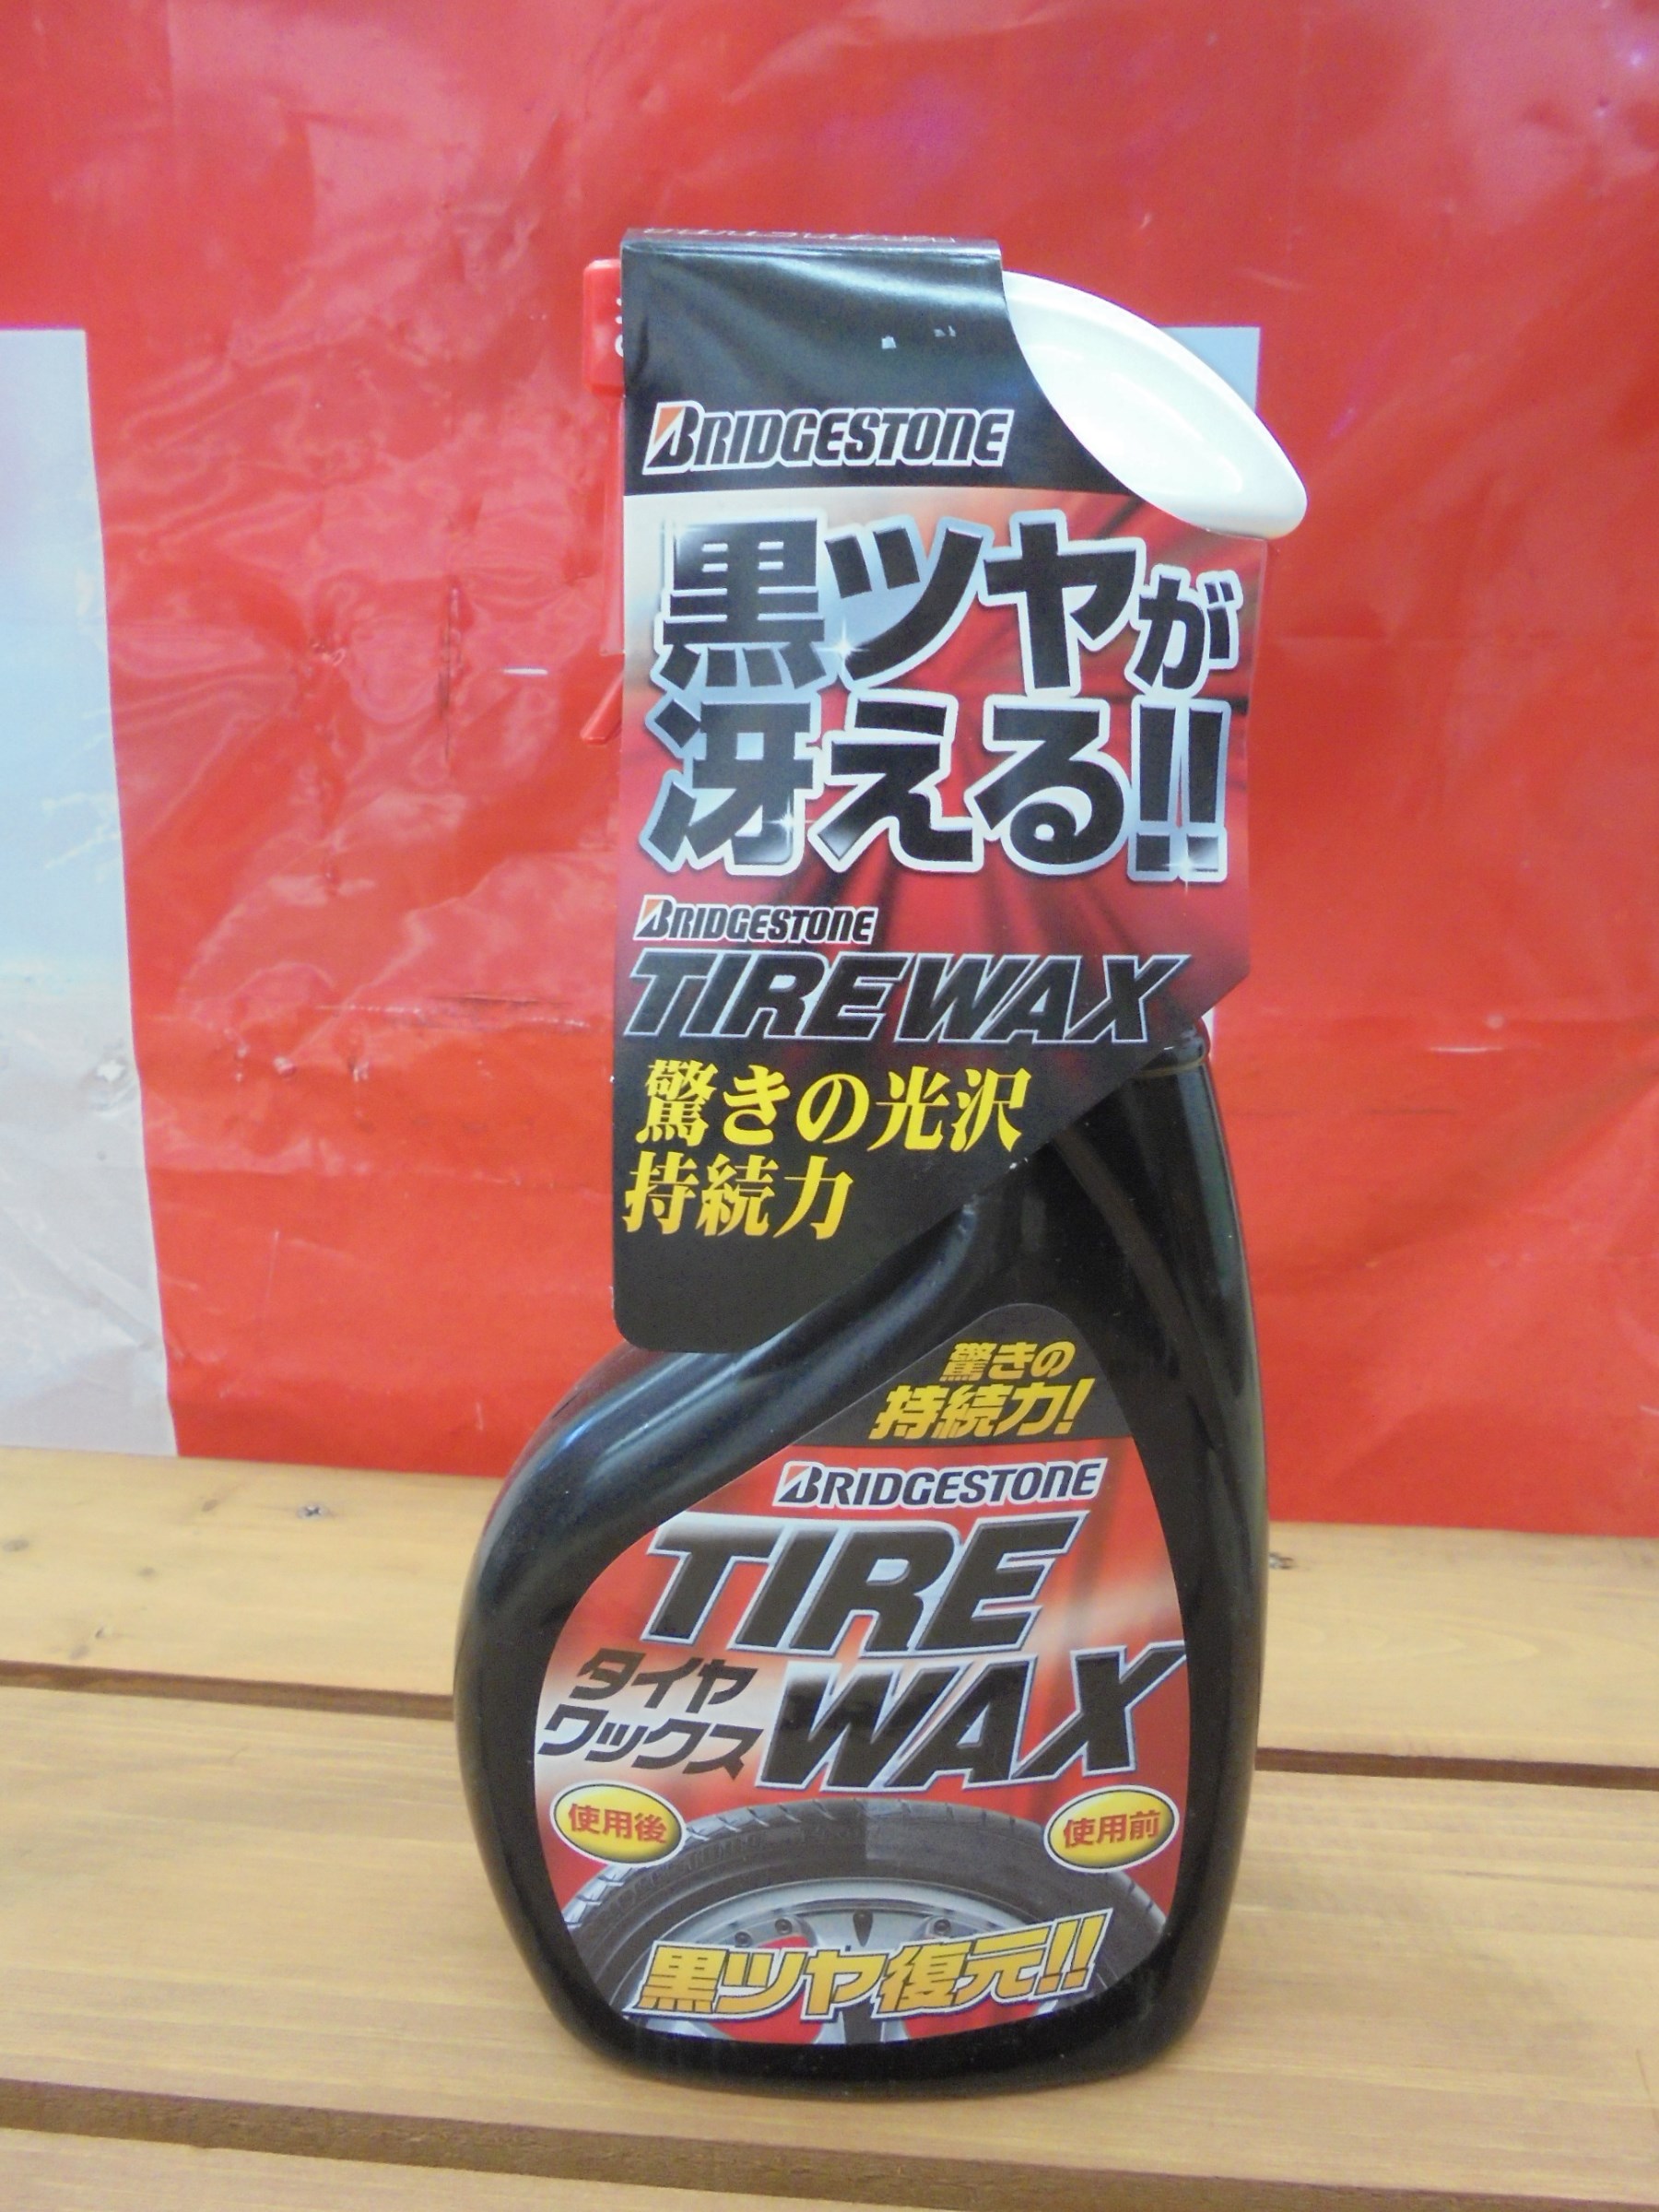 BRIDGESTONE
黒ツヤが
冴える!!
BRIDGESTONE
TIREWAX
驚きの光沢
持続力
驚きの
持続力!
BRIDGESTONE
TIRE
WAX
タイヤ
ワックス
使用後
使用前
黒ツヤ復元!!